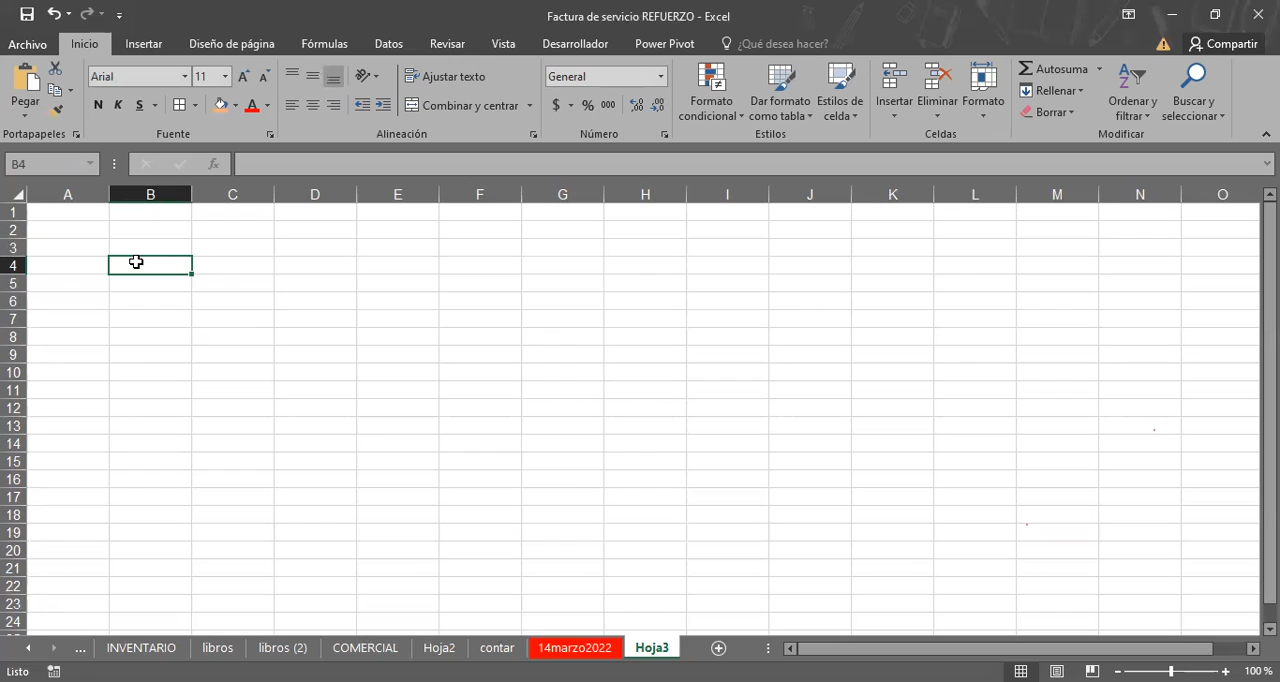 Factura de servicio REFUERZO - Excel
Archivo Inicio Insertar Diseño de página Fórmulas Datos Revisar Vista Desarrollador Power Pivot ¿Qué desea hacer? Compartir
Pegar
Arial 11
N K S
Ajustar texto
Combinar y centrar
General
$ % 000
Formato condicional
Dar formato como tabla
Estilos de celda
Insertar Eliminar Formato
Autosuma
Rellenar
Borrar
Ordenar y filtrar
Buscar y seleccionar
Portapapeles Fuente Alineación Número Estilos Celdas Modificar
B4 fx
A B C D E F G H I J K L M N O
1
2
3
4
5
6
7
8
9
10
11
12
13
14
15
16
17
18
19
20
21
22
23
24
... INVENTARIO libros libros (2) COMERCIAL Hoja2 contar 14marzo2022 Hoja3
Listo 100 %